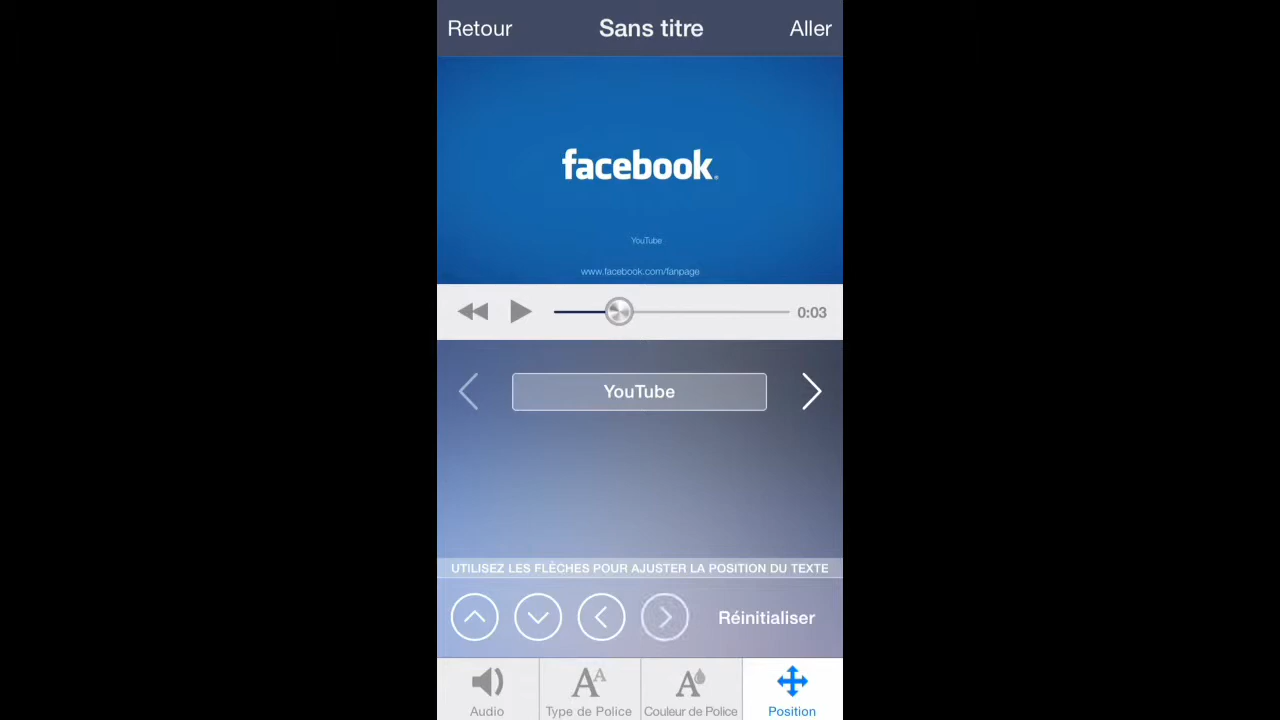 Retour Sans titre Aller
facebook.
YouTube
www.facebook.com/fanpage
0:03
YouTube
UTILISEZ LES FLÈCHES POUR AJUSTER LA POSITION DU TEXTE
Réinitialiser
Audio Type de Police Couleur de Police Position